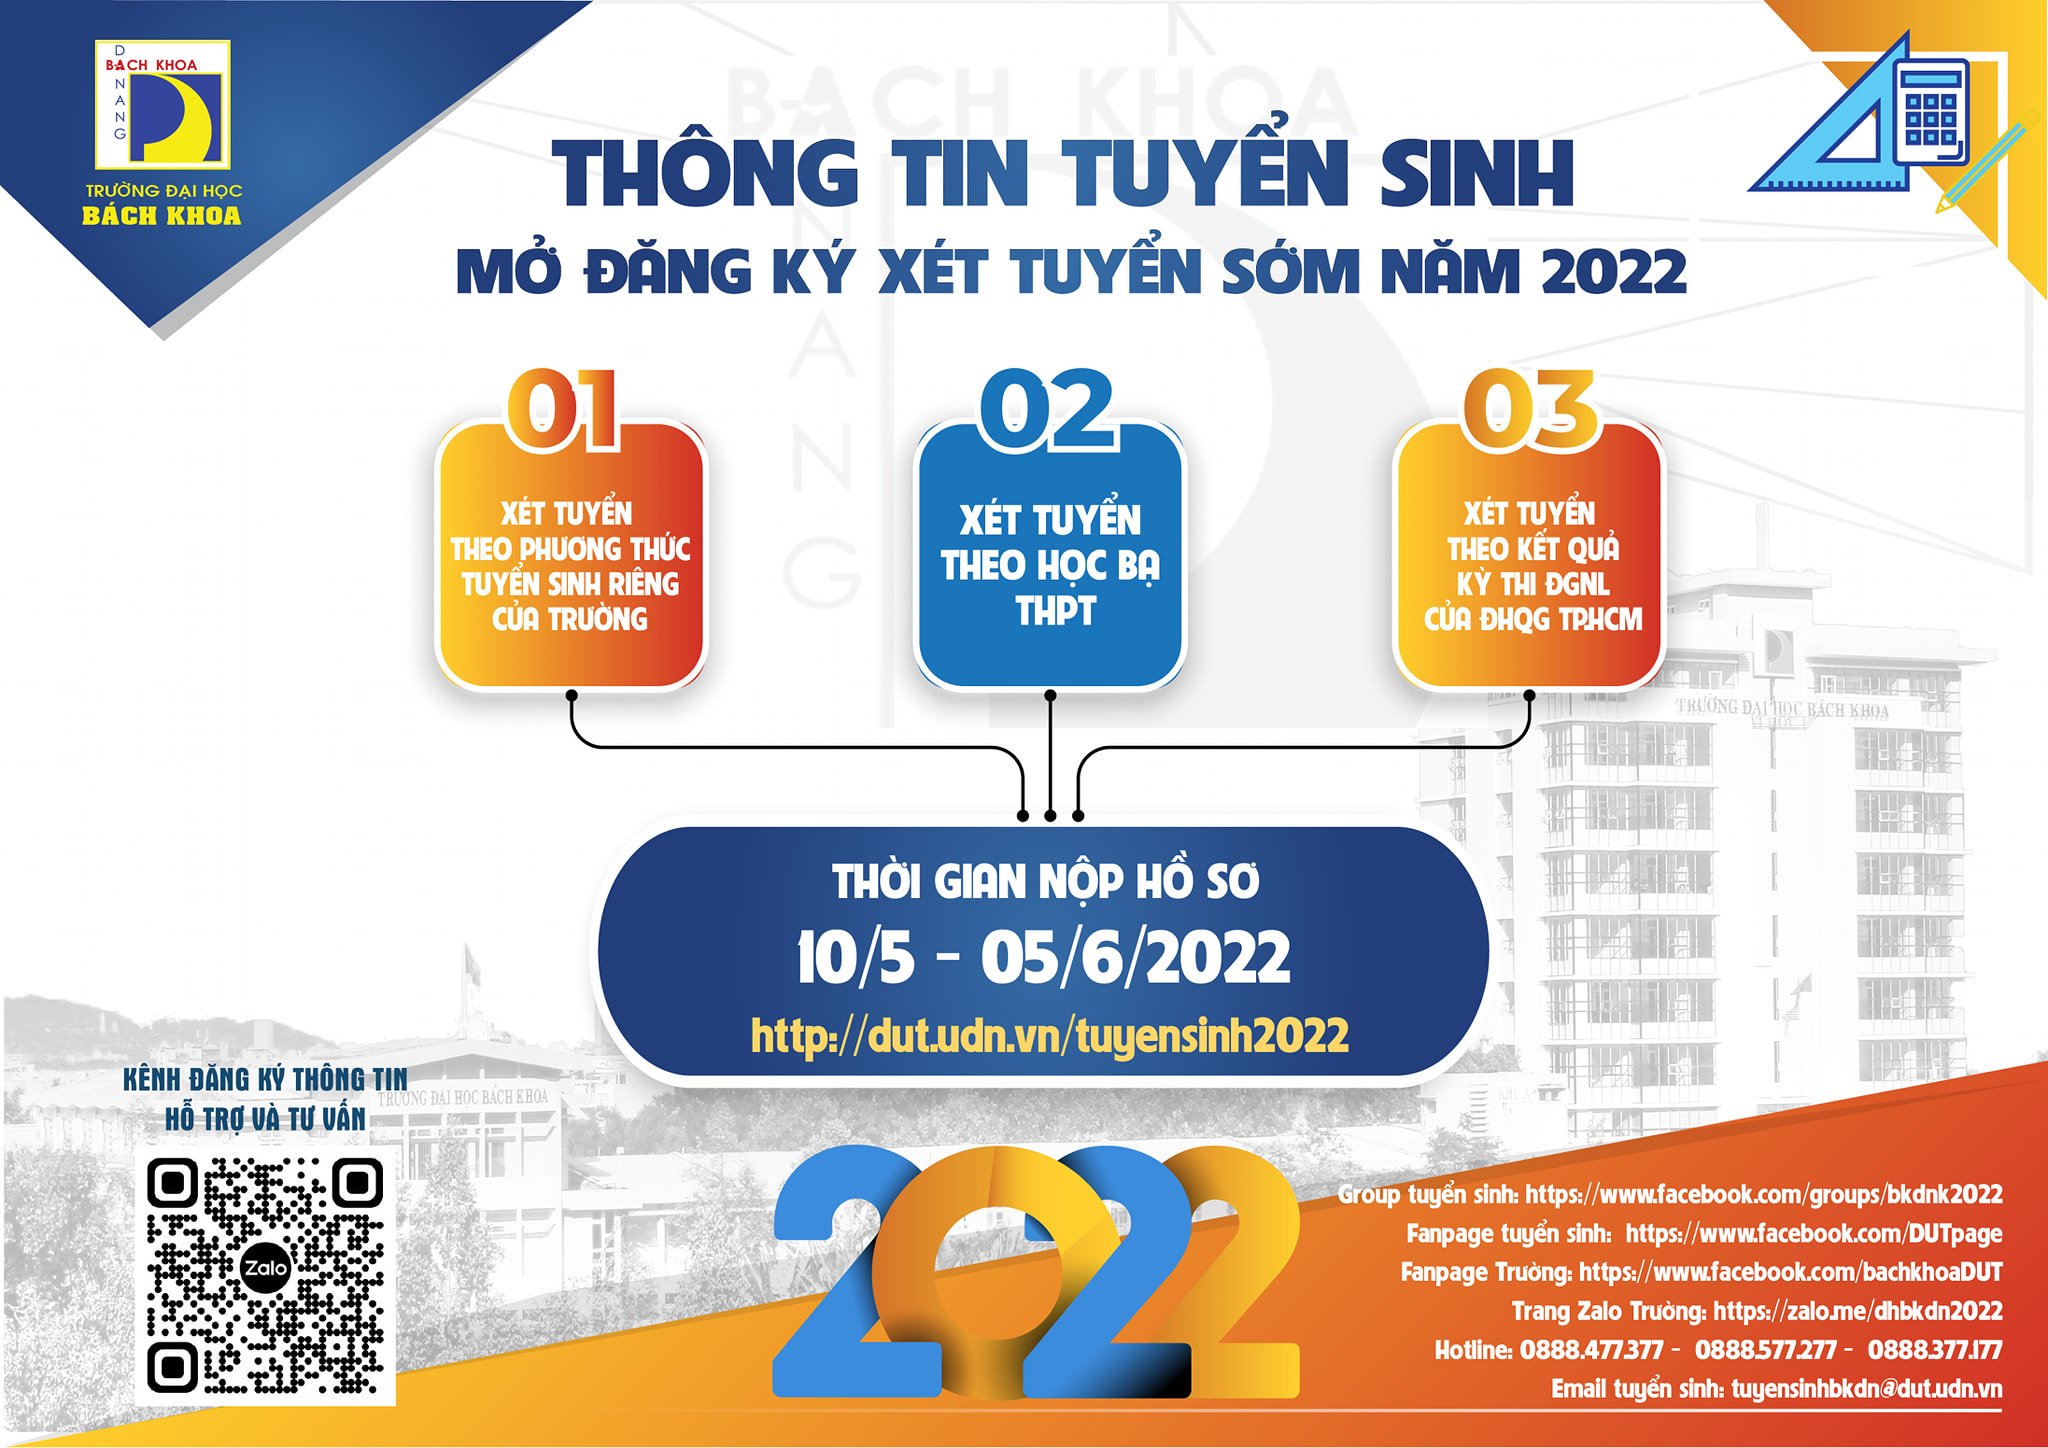 D
BACH KHOA
N
A
N
G
TRƯỜNG ĐẠI HỌC
BÁCH KHOA
BACH KHOA
N
A
N
G
THÔNG TIN TUYỂN SINH
MỞ ĐĂNG KÝ XÉT TUYỂN SỚM NĂM 2022
01
XÉT TUYỂN
THEO PHƯƠNG THỨC
TUYỂN SINH RIÊNG
CỦA TRƯỜNG
02
XÉT TUYỂN
THEO HỌC BẠ
THPT
03
XÉT TUYỂN
THEO KẾT QUẢ
KỲ THI ĐGNL
CỦA ĐHQG TP.HCM
TRƯỜNG ĐẠI HỌC BÁCH KHOA
THỜI GIAN NỘP HỒ SƠ
10/5 - 05/6/2022
http://dut.udn.vn/tuyensinh2022
KÊNH ĐĂNG KÝ THÔNG TIN
HỖ TRỢ VÀ TƯ VẤN
TRƯỜNG ĐẠI HỌC BÁCH KHOA
Zalo
2022
Group tuyển sinh: https://www.facebook.com/groups/bkdnk2022
Fanpage tuyển sinh: https://www.facebook.com/DUTpage
Fanpage Trường: https://www.facebook.com/bachkhoaDUT
Trang Zalo Trường: https://zalo.me/dhbkdn2022
Hotline: 0888.477.377 - 0888.577.277 - 0888.377.177
Email tuyển sinh: tuyensinhbkdn@dut.udn.vn